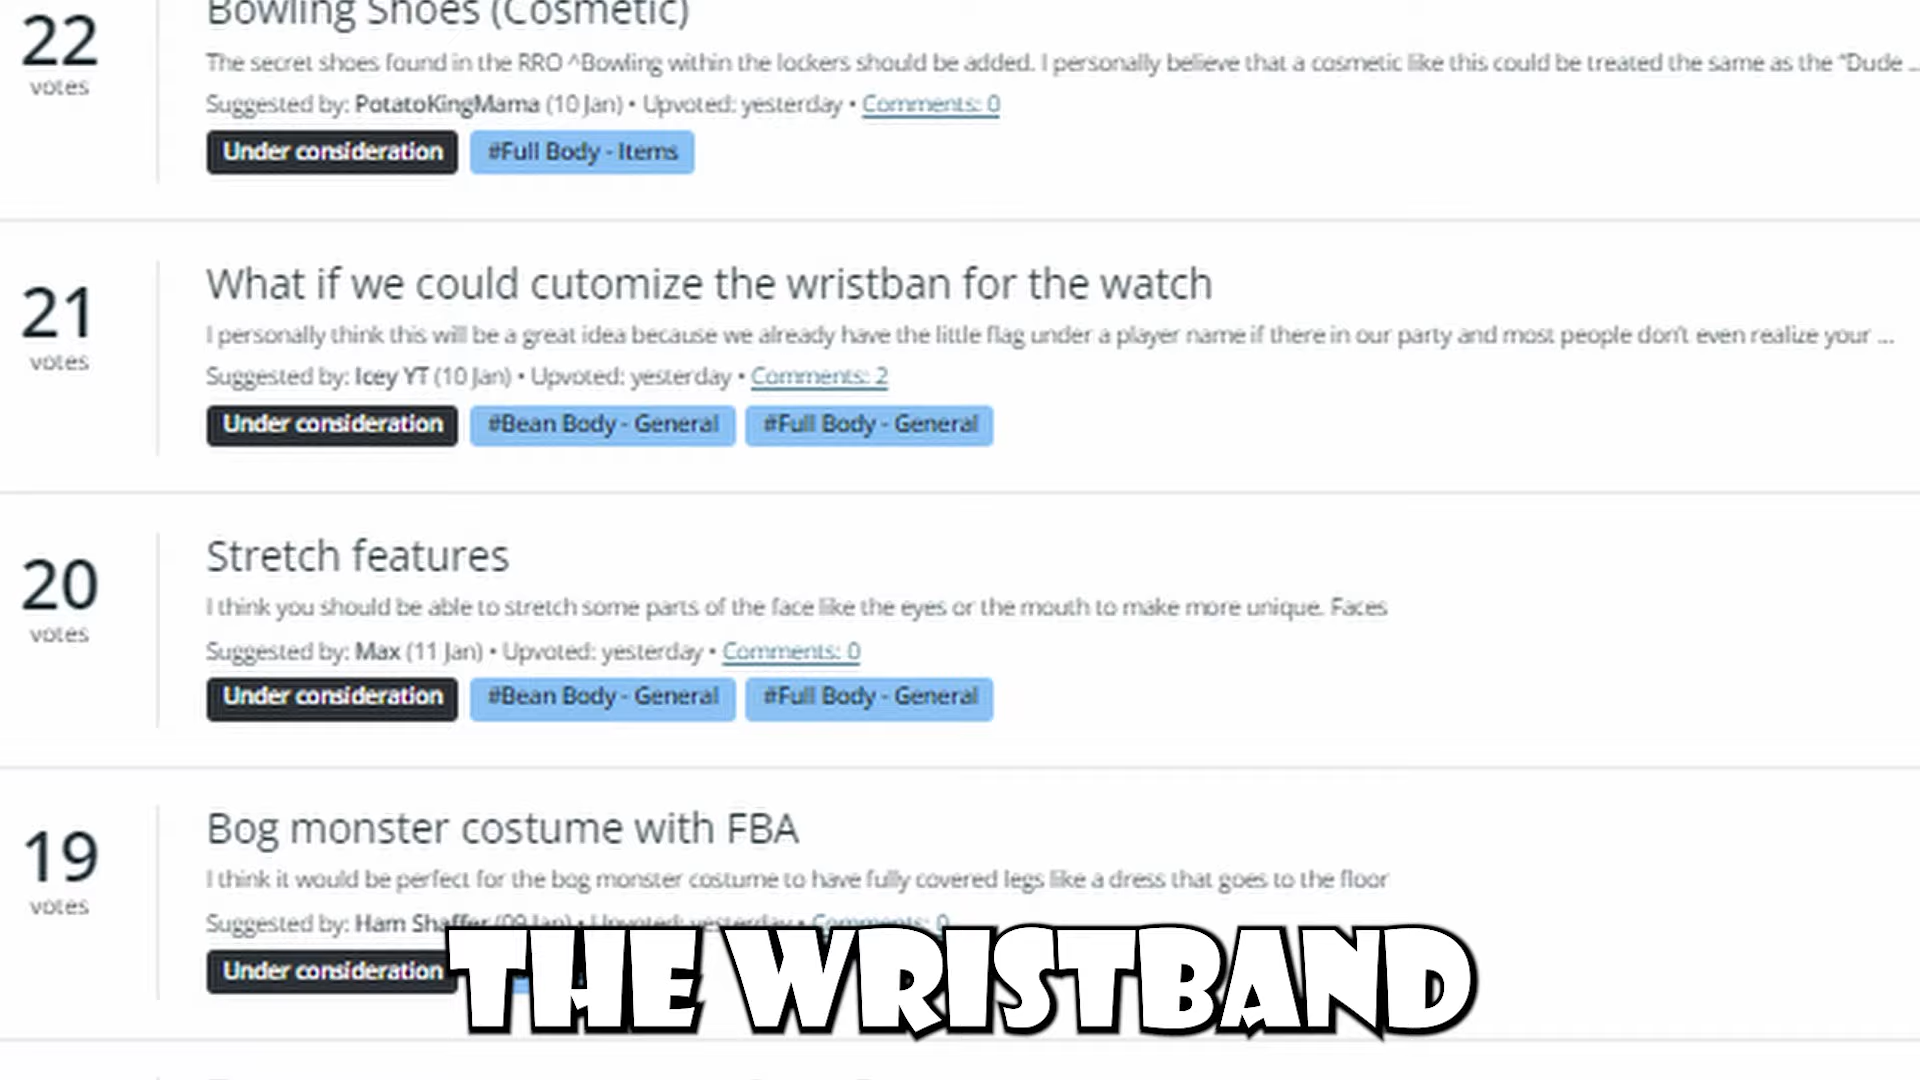 22
votes
Bowling Shoes (Cosmetic)
The secret shoes found in the RRO ^Bowling within the lockers should be added. I personally believe that a cosmetic like this could be treated the same as the "Dude ...
Suggested by: PotatoKingMama (10 Jan) • Upvoted: yesterday • Comments: 0
Under consideration #Full Body - Items
21
votes
What if we could cutomize the wristban for the watch
I personally think this will be a great idea because we already have the little flag under a player name if there in our party and most people don't even realize your ...
Suggested by: Icey YT (10 Jan) • Upvoted: yesterday • Comments: 2
Under consideration #Bean Body - General #Full Body - General
20
votes
Stretch features
I think you should be able to stretch some parts of the face like the eyes or the mouth to make more unique. Faces
Suggested by: Max (11 Jan) • Upvoted: yesterday • Comments: 0
Under consideration #Bean Body - General #Full Body - General
19
votes
Bog monster costume with FBA
I think it would be perfect for the bog monster costume to have fully covered legs like a dress that goes to the floor
Suggested by: Ham Shaffer (09 Jan) • Upvoted: yesterday • Comments: 0
Under consideration
THE WRISTBAND